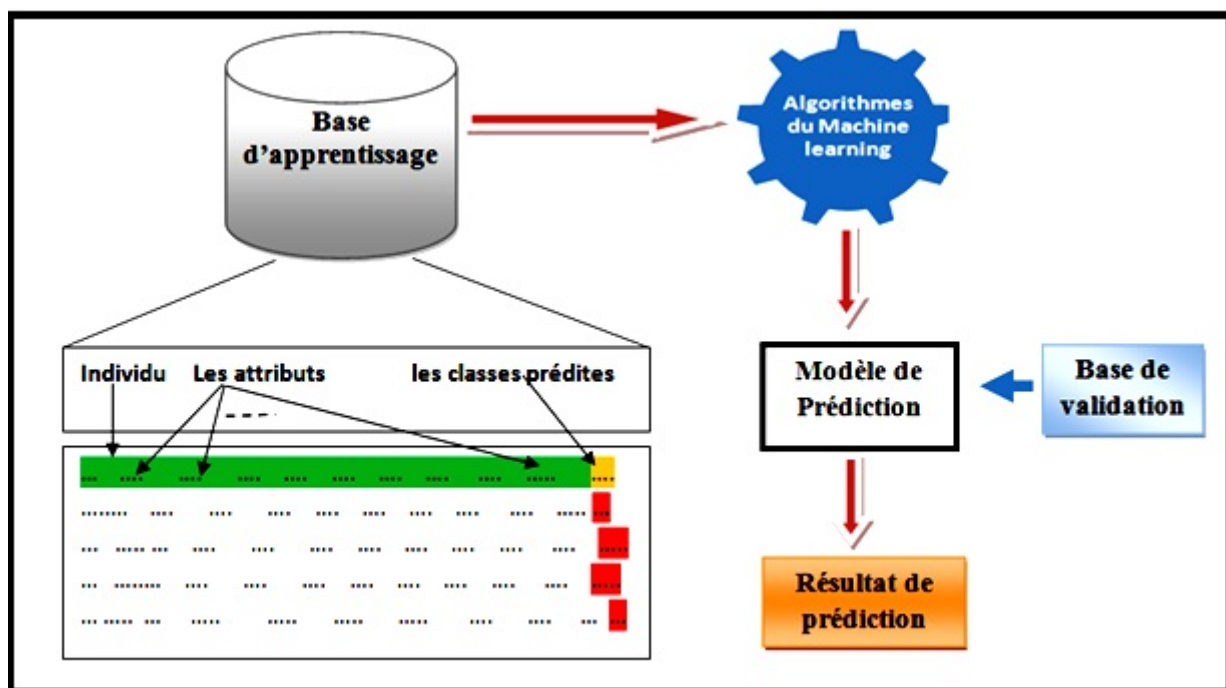 Base
d'apprentissage
Algorithmes
du Machine
learning
Individu Les attributs les classes prédites
Modèle de
Prédiction
Base de
validation
Résultat de
prédiction